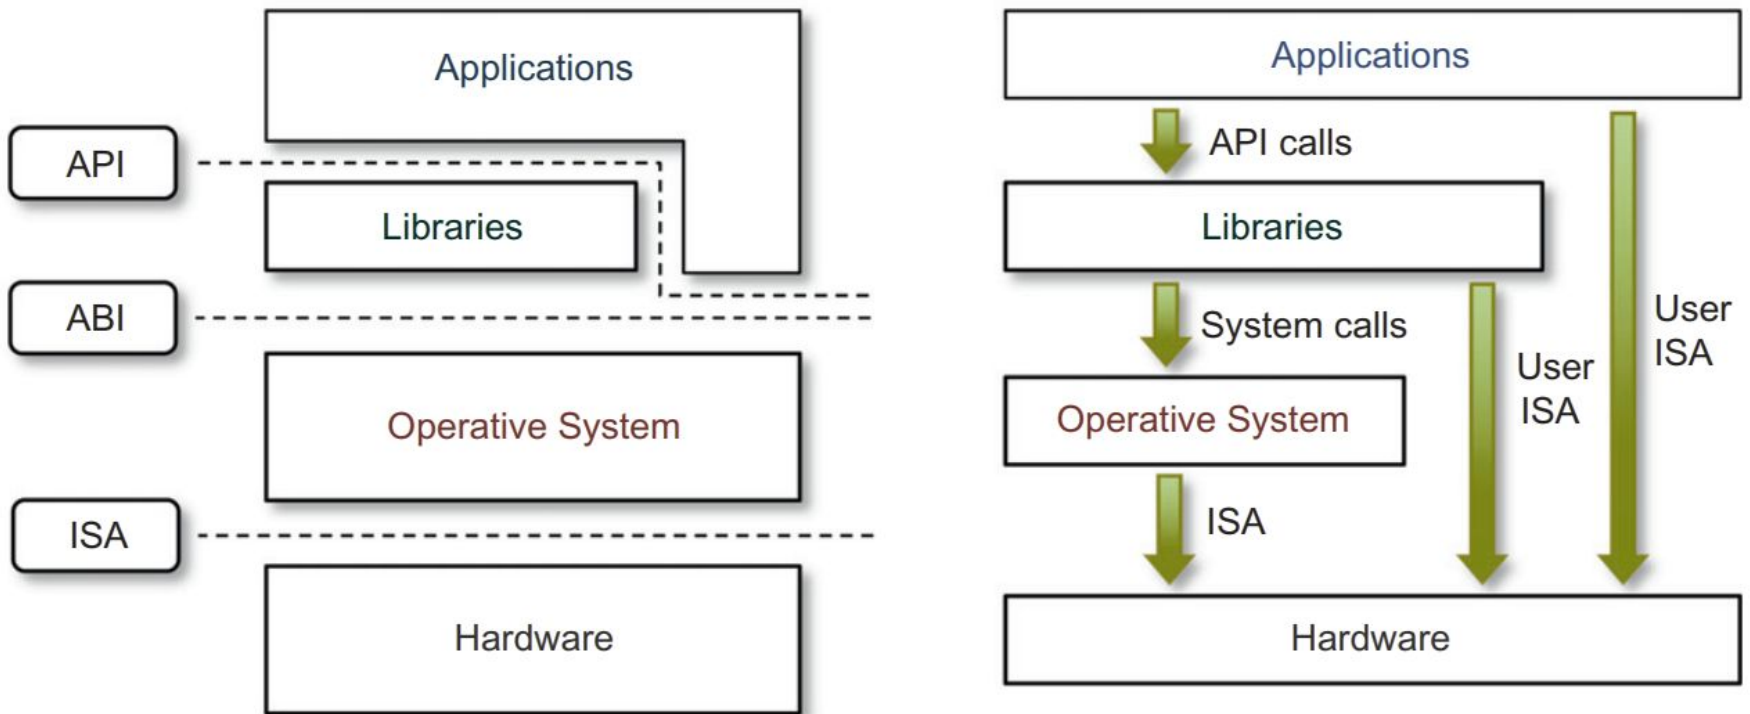 Applications
API
Libraries
ABI
Operative System
ISA
Hardware
Applications
API calls
Libraries
System calls
User
ISA
User
ISA
Operative System
ISA
Hardware